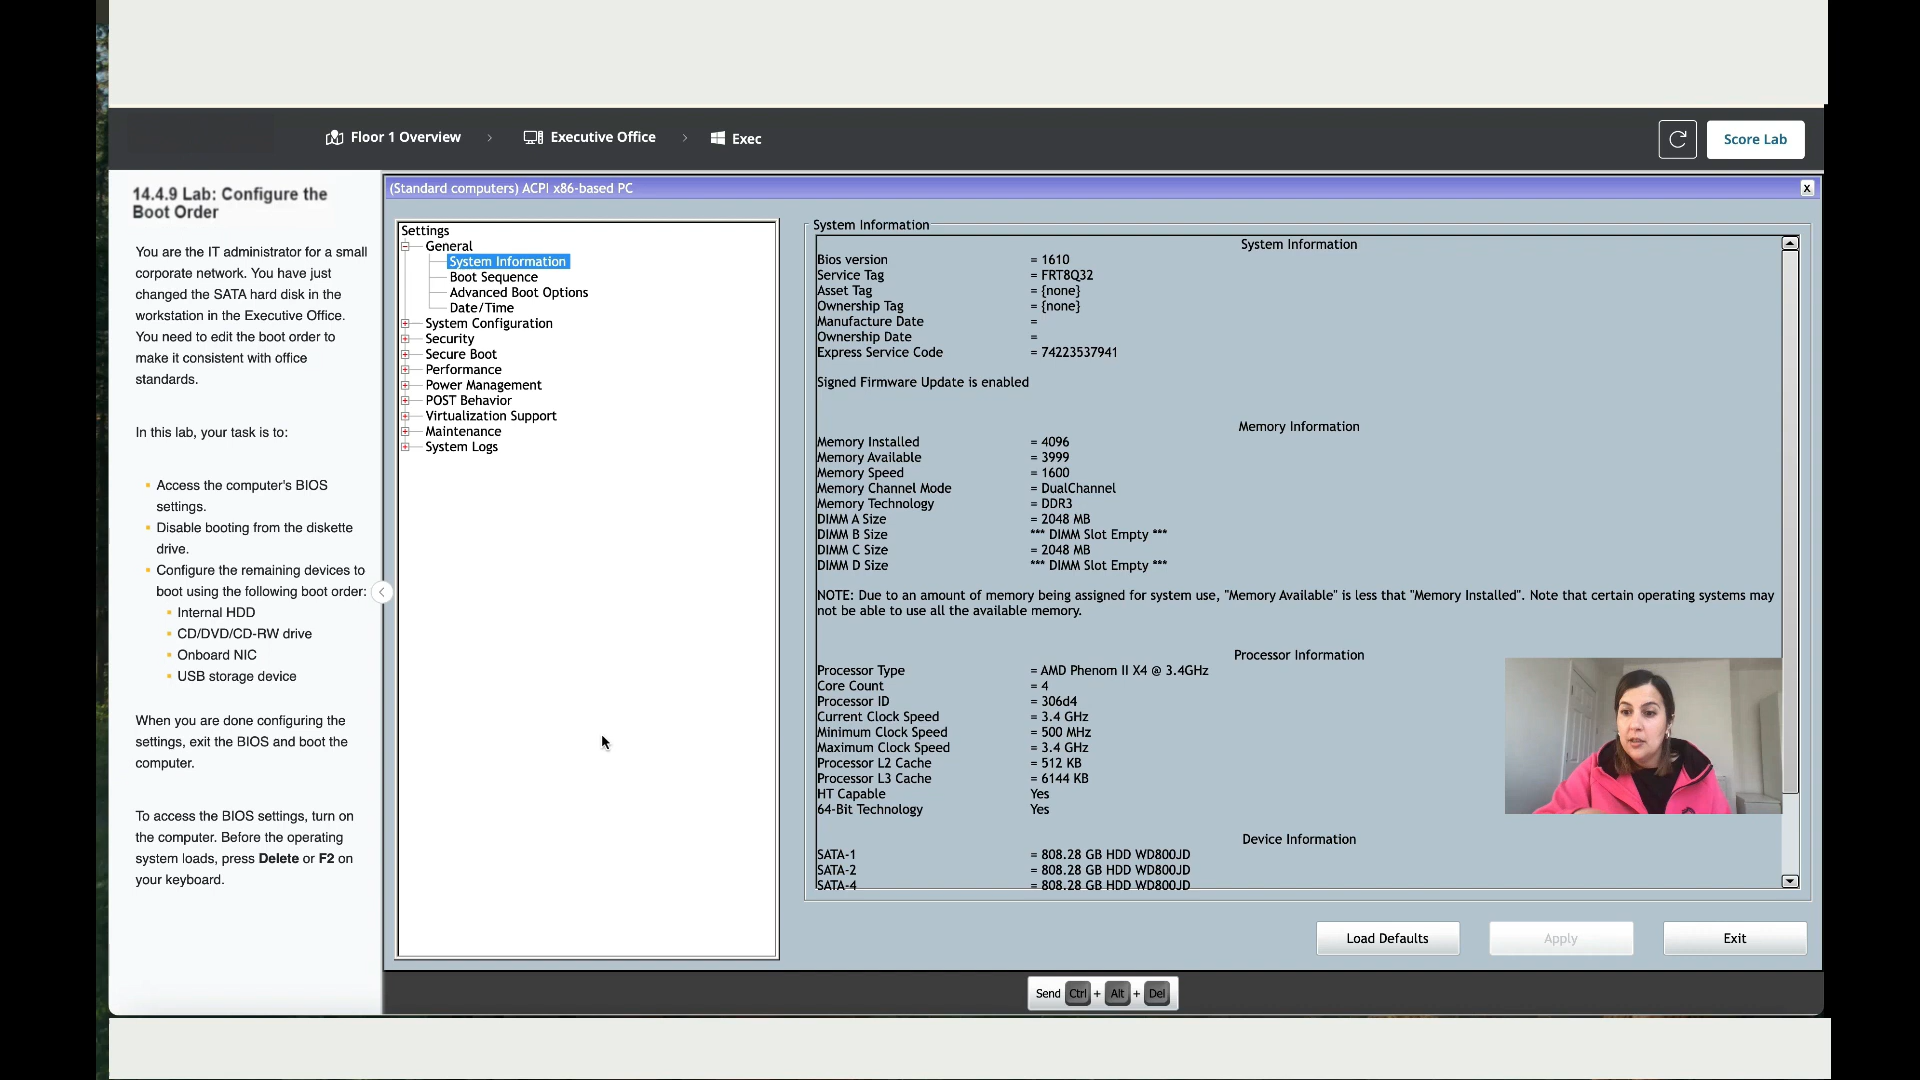 Floor 1 Overview > Executive Office > Exec
Score Lab
14.4.9 Lab: Configure the
Boot Order
You are the IT administrator for a small
corporate network. You have just
changed the SATA hard disk in the
workstation in the Executive Office.
You need to edit the boot order to
make it consistent with office
standards.
In this lab, your task is to:
Access the computer's BIOS
settings.
Disable booting from the diskette
drive.
Configure the remaining devices to
boot using the following boot order:
Internal HDD
CD/DVD/CD-RW drive
Onboard NIC
USB storage device
When you are done configuring the
settings, exit the BIOS and boot the
computer.
To access the BIOS settings, turn on
the computer. Before the operating
system loads, press Delete or F2 on
your keyboard.
(Standard computers) ACPI x86-based PC
x
Settings
General
System Information
Boot Sequence
Advanced Boot Options
Date/Time
System Configuration
Security
Secure Boot
Performance
Power Management
POST Behavior
Virtualization Support
Maintenance
System Logs
System Information
System Information
Bios version = 1610
Service Tag = FRT8Q32
Asset Tag = {none}
Ownership Tag = {none}
Manufacture Date =
Ownership Date =
Express Service Code = 74223537941
Signed Firmware Update is enabled
Memory Information
Memory Installed = 4096
Memory Available = 3999
Memory Speed = 1600
Memory Channel Mode = DualChannel
Memory Technology = DDR3
DIMM A Size = 2048 MB
DIMM B Size *** DIMM Slot Empty ***
DIMM C Size = 2048 MB
DIMM D Size *** DIMM Slot Empty ***
NOTE: Due to an amount of memory being assigned for system use, "Memory Available" is less that "Memory Installed". Note that certain operating systems may
not be able to use all the available memory.
Processor Information
Processor Type = AMD Phenom II X4 @ 3.4GHz
Core Count = 4
Processor ID = 306d4
Current Clock Speed = 3.4 GHz
Minimum Clock Speed = 500 MHz
Maximum Clock Speed = 3.4 GHz
Processor L2 Cache = 512 KB
Processor L3 Cache = 6144 KB
HT Capable Yes
64-Bit Technology Yes
Device Information
SATA-1 = 808.28 GB HDD WD800JD
SATA-2 = 808.28 GB HDD WD800JD
SATA-4 = 808.28 GB HDD WD800JD
Load Defaults
Apply
Exit
Send Ctrl + Alt + Del